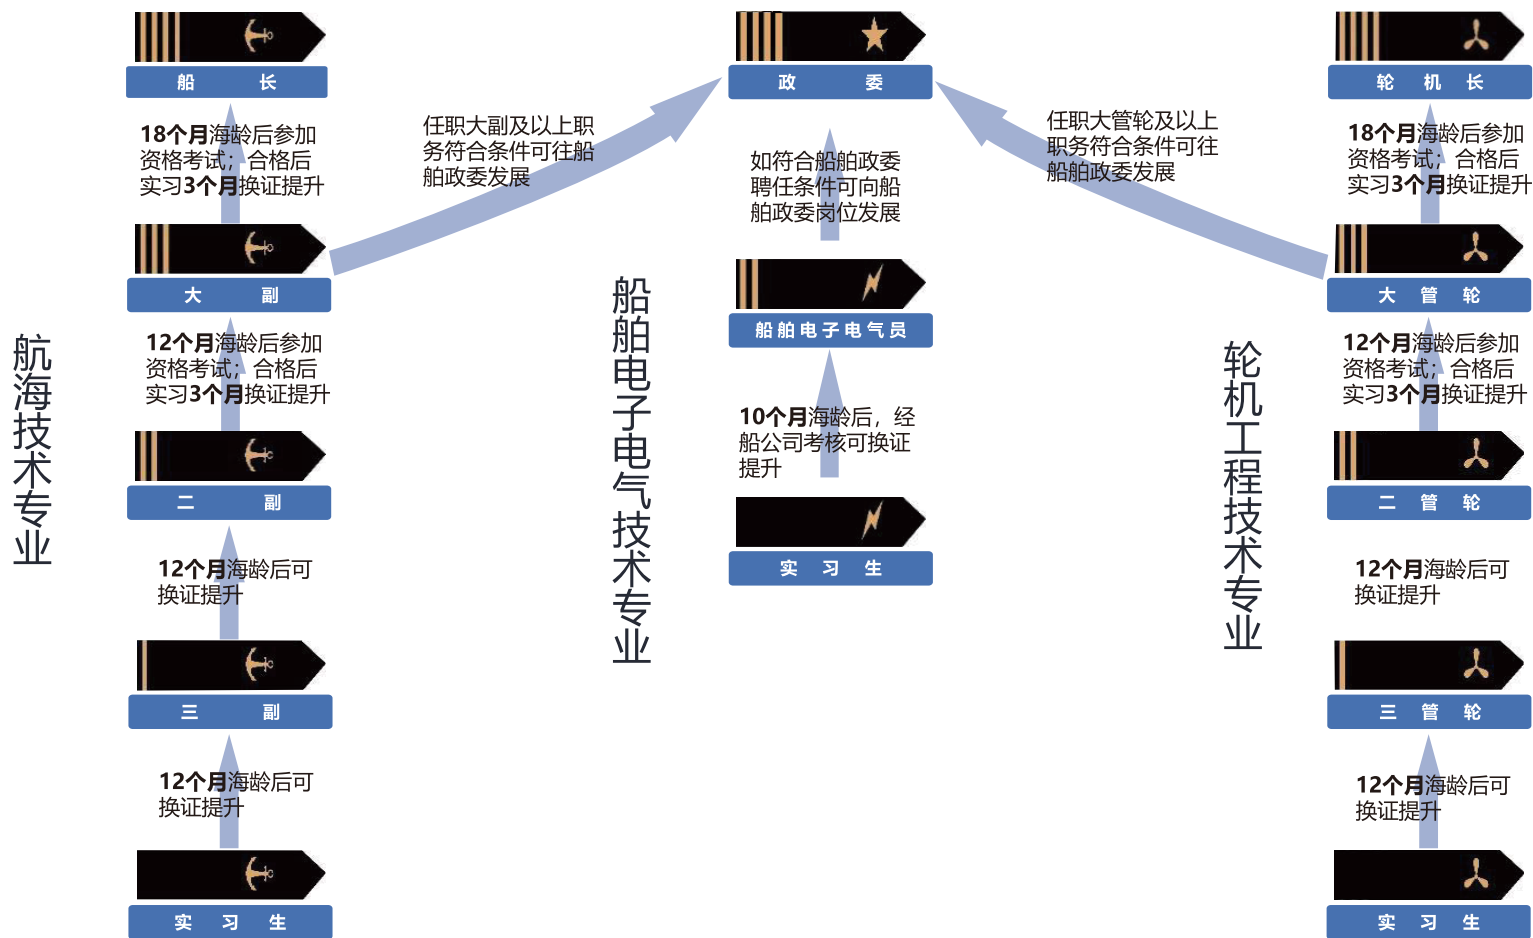 航海技术专业
船长
18个月海龄后参加
资格考试；合格后
实习3个月换证提升
大副
12个月海龄后参加
资格考试；合格后
实习3个月换证提升
二副
12个月海龄后可
换证提升
三副
12个月海龄后可
换证提升
实习生
任职大副及以上职
务符合条件可往船
舶政委发展
船舶电子电气技术专业
政委
如符合船舶政委
聘任条件可向船
舶政委岗位发展
船舶电子电气员
10个月海龄后，经
船公司考核可换证
提升
实习生
任职大管轮及以上
职务符合条件可往
船舶政委发展
轮机工程技术专业
轮机长
18个月海龄后参加
资格考试；合格后
实习3个月换证提升
大管轮
12个月海龄后参加
资格考试；合格后
实习3个月换证提升
二管轮
12个月海龄后可
换证提升
三管轮
12个月海龄后可
换证提升
实习生